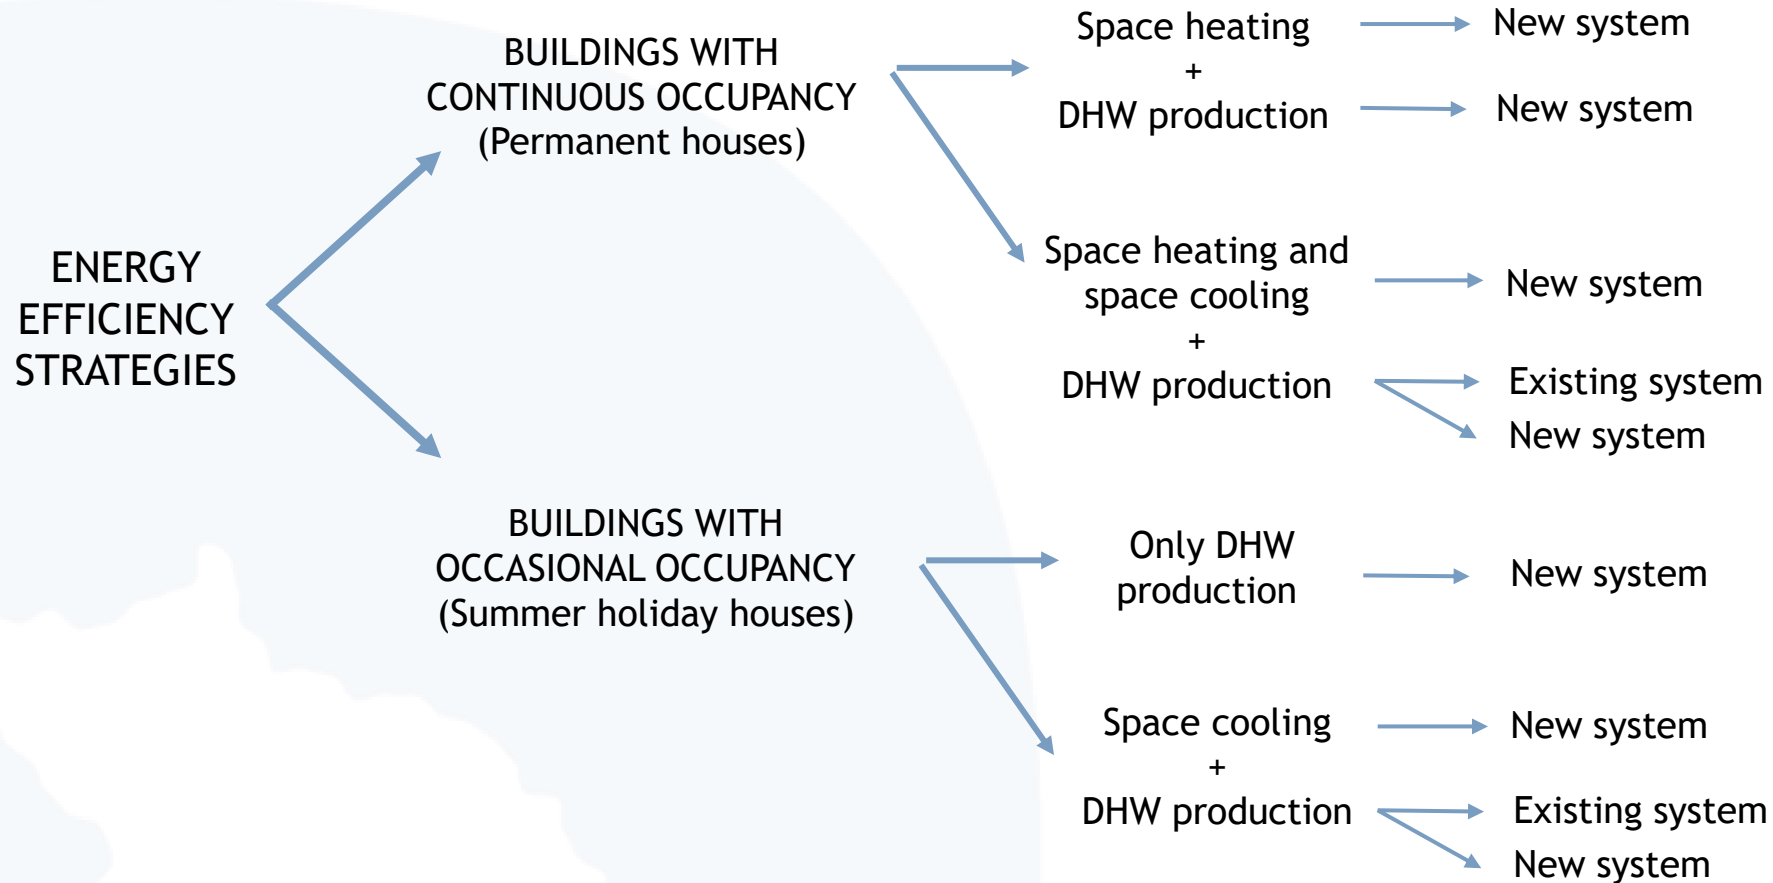 ENERGY
EFFICIENCY
STRATEGIES
BUILDINGS WITH
CONTINUOUS OCCUPANCY
(Permanent houses)
Space heating
+
DHW production
New system
New system
Space heating and
space cooling
+
DHW production
New system
Existing system
New system
BUILDINGS WITH
OCCASIONAL OCCUPANCY
(Summer holiday houses)
Only DHW
production
New system
Space cooling
+
DHW production
New system
Existing system
New system